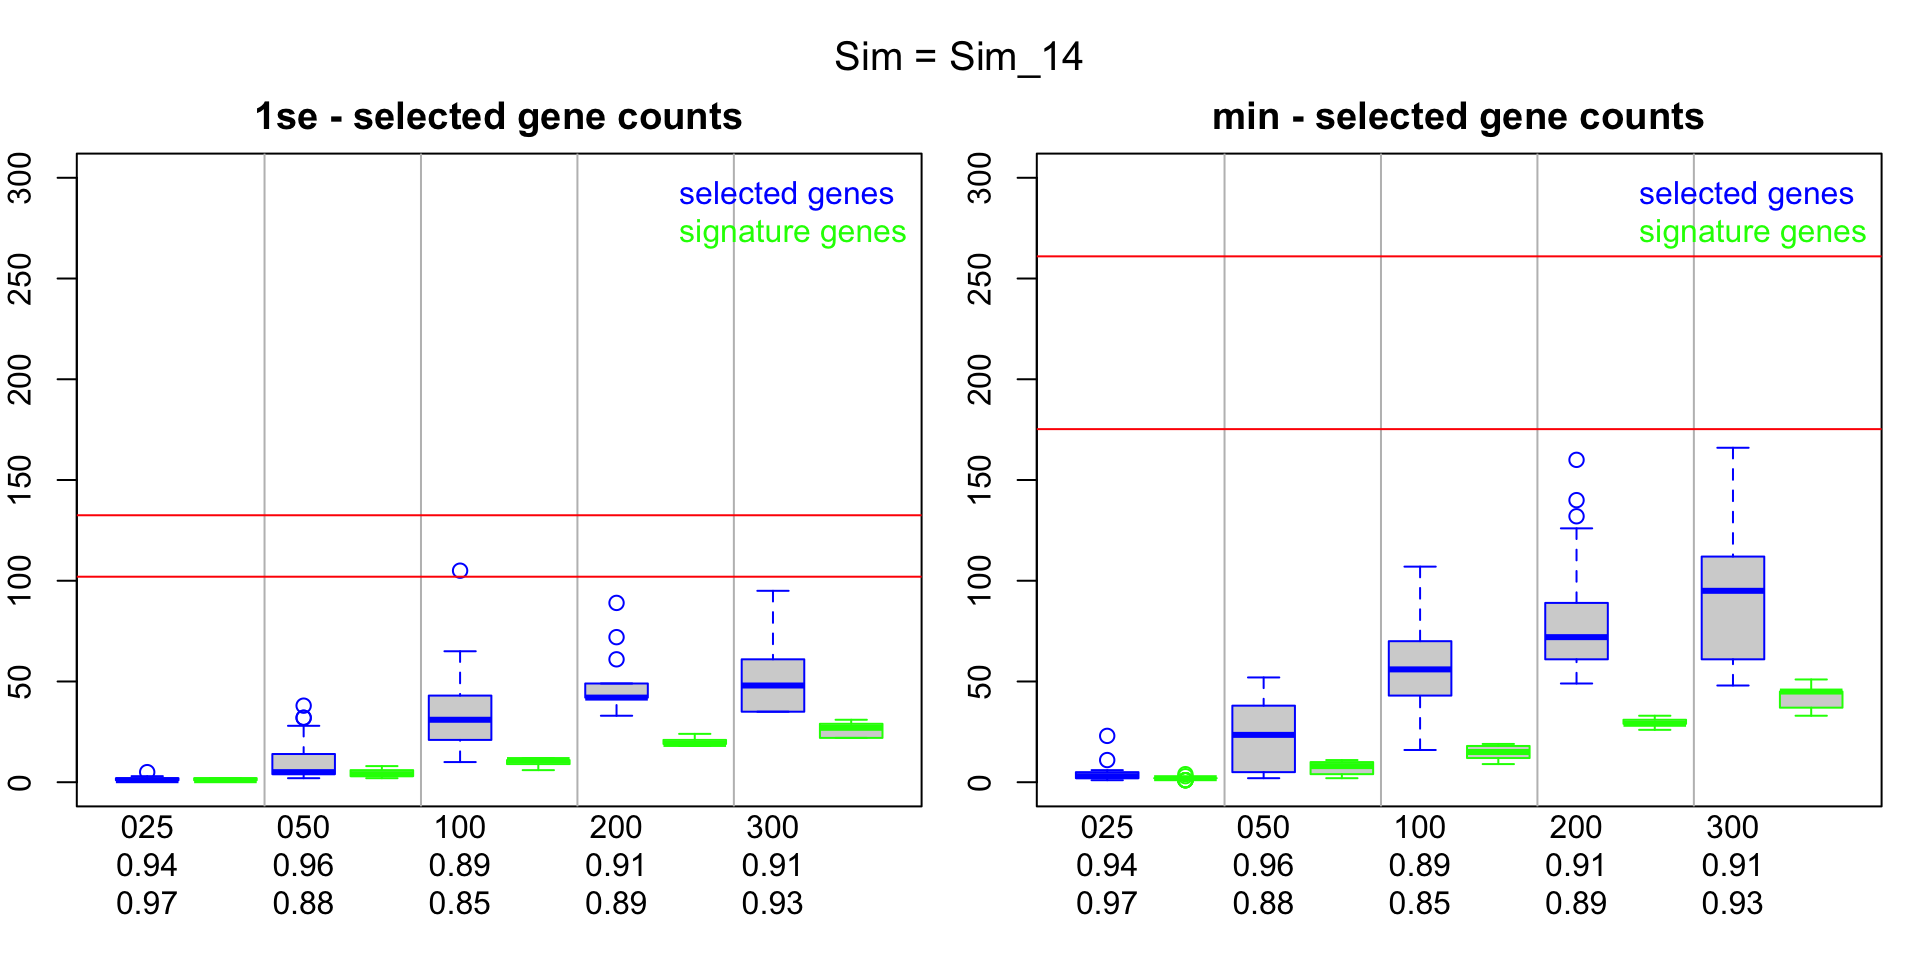 Sim = Sim_14
1se - selected gene counts
300
250
200
150
100
50
0
selected genes
signature genes
025 050 100 200 300
0.94 0.96 0.89 0.91 0.91
0.97 0.88 0.85 0.89 0.93
min - selected gene counts
300
250
200
150
100
50
0
selected genes
signature genes
025 050 100 200 300
0.94 0.96 0.89 0.91 0.91
0.97 0.88 0.85 0.89 0.93